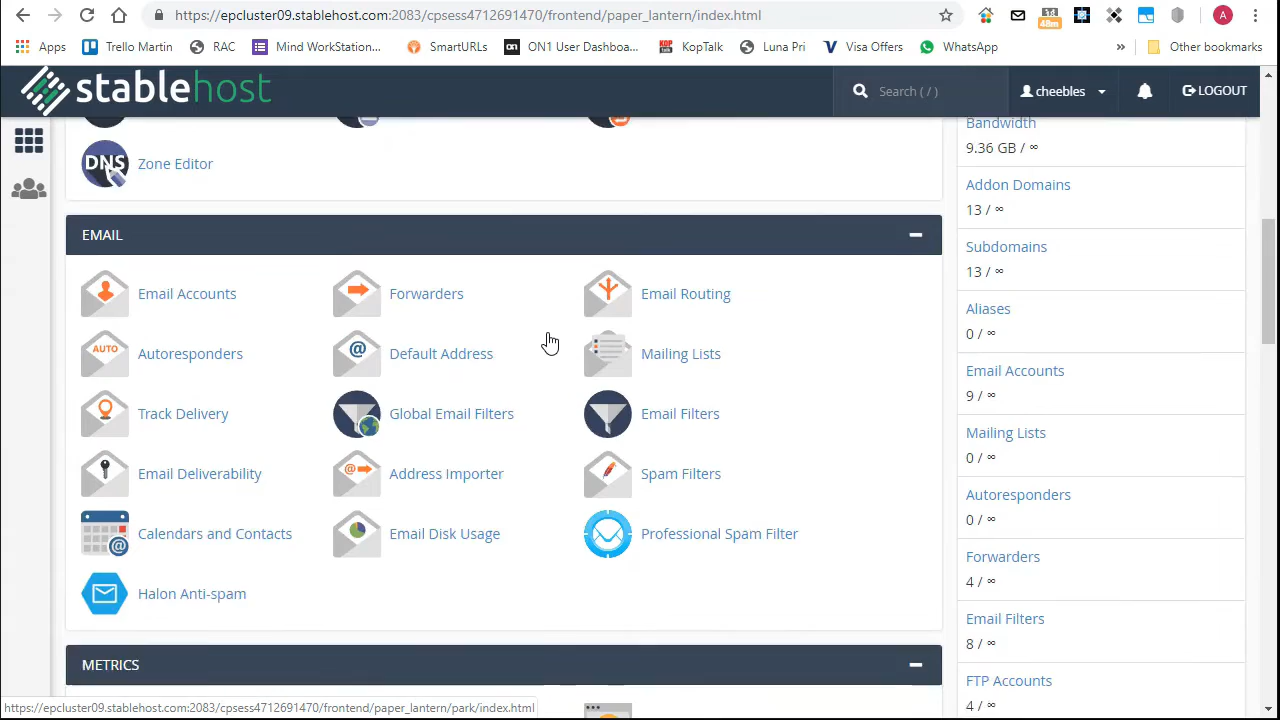 https://epcluster09.stablehost.com:2083/cpsess4712691470/frontend/paper_lantern/index.html
48m
A
Apps
Trello Martin
RAC
Mind WorkStation...
SmartURLs
on
ON1 User Dashboa...
KOP
KopTalk
Luna Pri
Visa Offers
WhatsApp
»
Other bookmarks
stablehost
Search ( / )
cheebles
LOGOUT
DNS
Zone Editor
EMAIL
Email Accounts
Forwarders
Email Routing
AUTO
Autoresponders
@
Default Address
Mailing Lists
Track Delivery
Global Email Filters
Email Filters
Email Deliverability
@
Address Importer
Spam Filters
@
Calendars and Contacts
Email Disk Usage
Professional Spam Filter
Halon Anti-spam
METRICS
Bandwidth
9.36 GB / ∞
Addon Domains
13 / ∞
Subdomains
13 / ∞
Aliases
0 / ∞
Email Accounts
9 / ∞
Mailing Lists
0 / ∞
Autoresponders
0 / ∞
Forwarders
4 / ∞
Email Filters
8 / ∞
FTP Accounts
4 / ∞
https://epcluster09.stablehost.com:2083/cpsess4712691470/frontend/paper_lantern/park/index.html